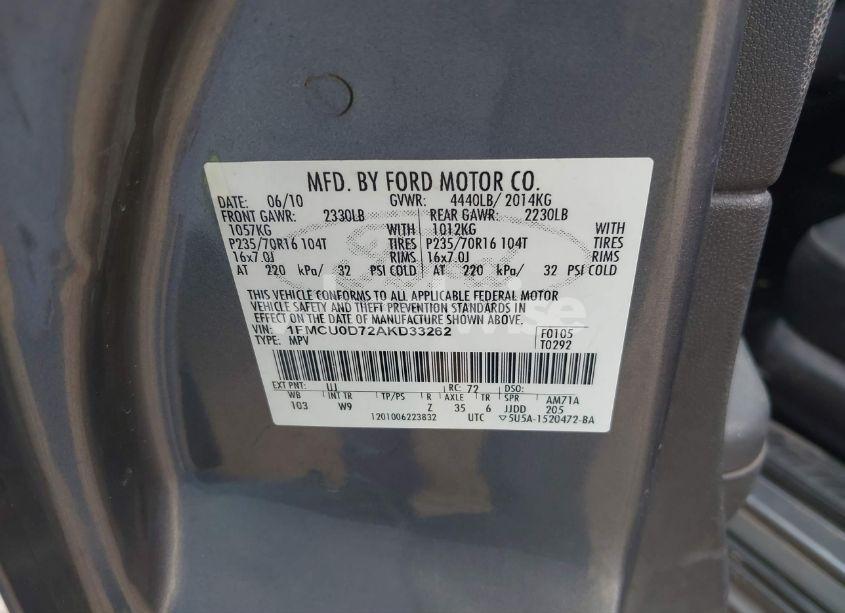 MFD. BY FORD MOTOR CO.
DATE: 06/10 GVWR: 4440LB/ 2014KG
FRONT GAWR: 2330LB REAR GAWR: 2230LB
1057KG WITH 1012KG WITH
P235/70R16 104T TIRES P235/70R16 104T TIRES
16x7.0J RIMS 16x7.0J RIMS
AT 220 kPa/ 32 PSI COLD AT 220 kPa/ 32 PSI COLD
THIS VEHICLE CONFORMS TO ALL APPLICABLE FEDERAL MOTOR
VEHICLE SAFETY AND THEFT PREVENTION STANDARDS IN
EFFECT ON THE DATE OF MANUFACTURE SHOWN ABOVE.
VIN: 1FMCU0D72AKD33262 F0105
TYPE: MPV T0292
EXT PNT: UJ RC: 72 DSO:
WB INT TR TP/PS R AXLE TR SPR AM71A
103 W9 Z 35 6 JJDD 205
1201006223832 UTC ▽5U5A-1520472-BA